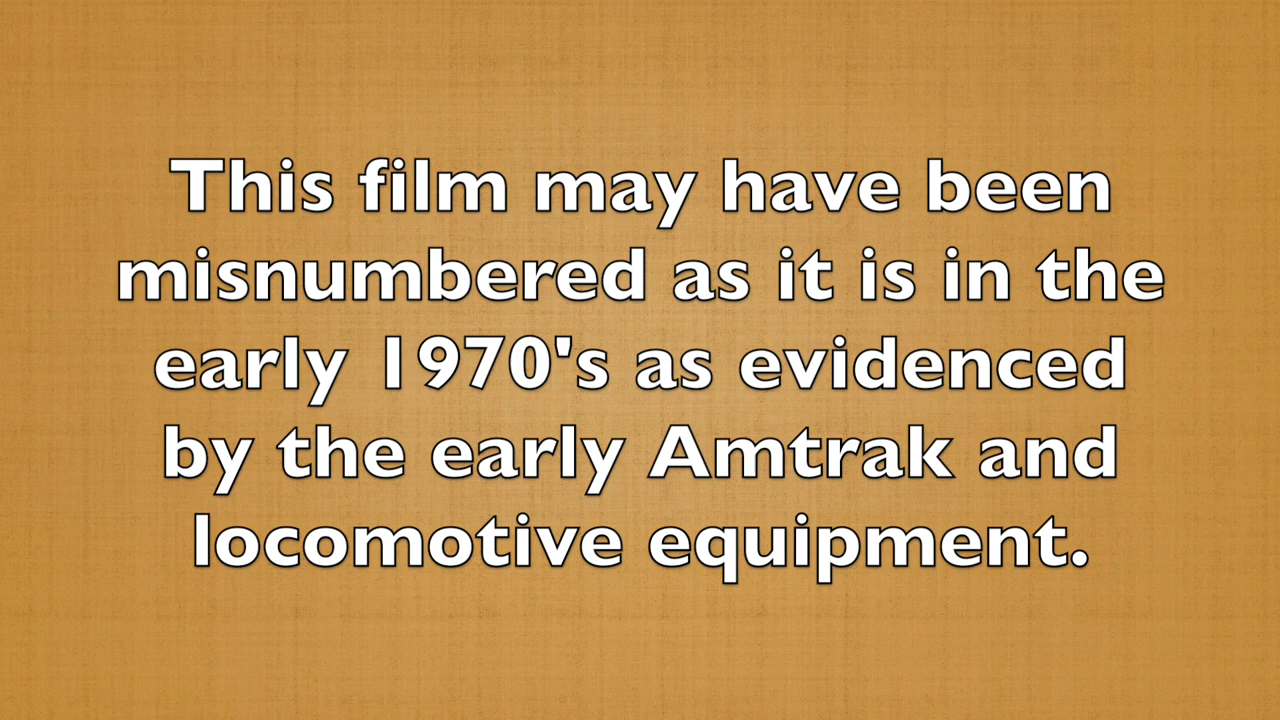 This film may have been
misnumbered as it is in the
early 1970's as evidenced
by the early Amtrak and
locomotive equipment.